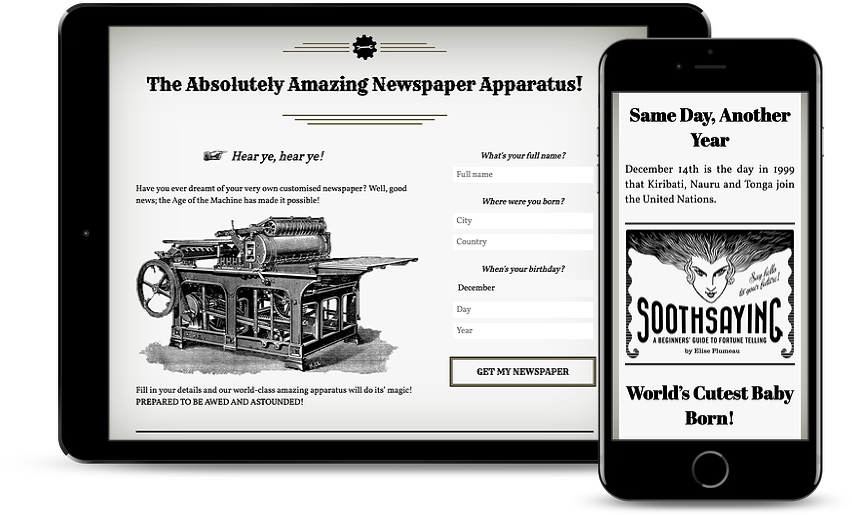 The Absolutely Amazing Newspaper Apparatus!
Hear ye, hear ye!
Have you ever dreamt of your very own customised newspaper? Well, good
news; the Age of the Machine has made it possible!
Fill in your details and our world-class amazing apparatus will do its' magic!
PREPARED TO BE AWED AND ASTOUNDED!
What's your full name?
Full name
Where were you born?
City
Country
When's your birthday?
December
Day
Year
GET MY NEWSPAPER
Same Day, Another
Year
December 14th is the day in 1999
that Kiribati, Nauru and Tonga join
the United Nations.
Say hello
to your future!
SOOTHSAYING
A BEGINNERS' GUIDE TO FORTUNE TELLING
by Elise Plumeau
World's Cutest Baby
Born!